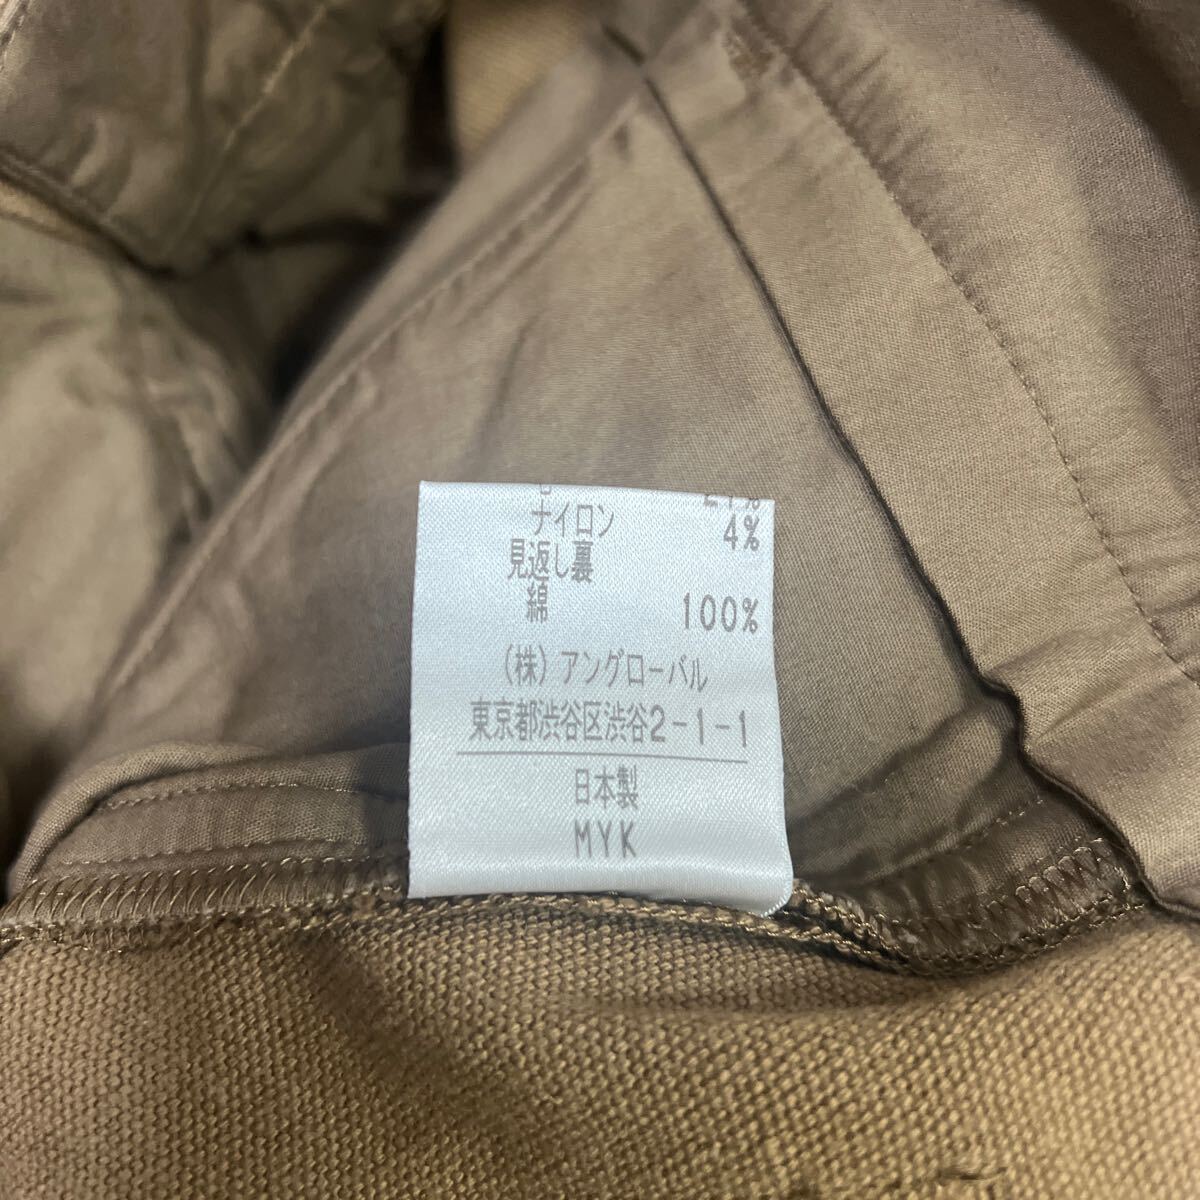 ナイロン 4%
見返し裏
綿 100%
(株)アングローバル
東京都渋谷区渋谷2-1-1
日本製
MYK